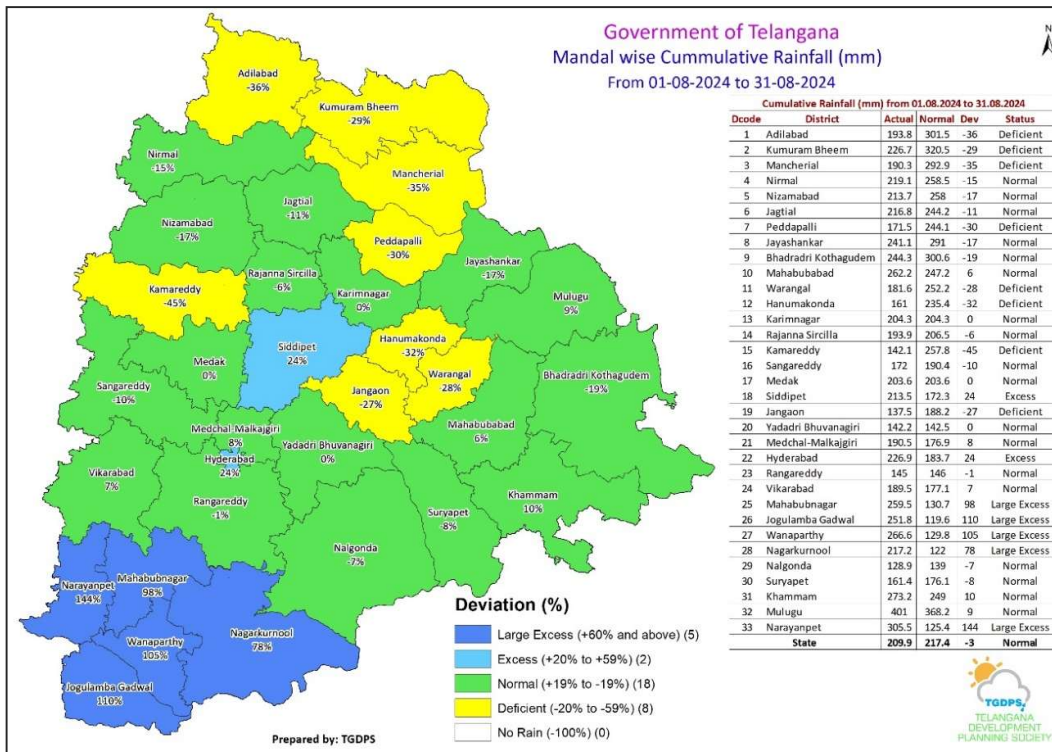 Government of Telangana
Mandal wise Cummulative Rainfall (mm)
From 01-08-2024 to 31-08-2024
N
Adilabad
-36%
Kumuram Bheem
-29%
Nirmal
-15%
Mancherial
-35%
Jagtial
-11%
Nizamabad
-17%
Peddapalli
-30%
Jayashankar
-17%
Rajanna Sircilla
-6%
Karimnagar
0%
Kamareddy
-45%
Mulugu
9%
Siddipet
24%
Hanumakonda
-32%
Medak
0%
Warangal
-28%
Bhadradri Kothagudem
-19%
Sangareddy
-10%
Jangaon
-27%
Medchal-Malkajgiri
8%
Mahabubabad
6%
Yadadri Bhuvanagiri
0%
Hyderabad
24%
Vikarabad
7%
Rangareddy
-1%
Khammam
10%
Suryapet
-8%
Nalgonda
-7%
Narayanpet
144%
Mahabubnagar
98%
Wanaparthy
105%
Nagarkurnool
78%
Jogulamba Gadwal
110%
Cumulative Rainfall (mm) from 01.08.2024 to 31.08.2024
Dcode District Actual Normal Dev Status
1 Adilabad 193.8 301.5 -36 Deficient
2 Kumuram Bheem 226.7 320.5 -29 Deficient
3 Mancherial 190.3 292.9 -35 Deficient
4 Nirmal 219.1 258.5 -15 Normal
5 Nizamabad 213.7 258 -17 Normal
6 Jagtial 216.8 244.2 -11 Normal
7 Peddapalli 171.5 244.1 -30 Deficient
8 Jayashankar 241.1 291 -17 Normal
9 Bhadradri Kothagudem 244.3 300.6 -19 Normal
10 Mahabubabad 262.2 247.2 6 Normal
11 Warangal 181.6 252.2 -28 Deficient
12 Hanumakonda 161 235.4 -32 Deficient
13 Karimnagar 204.3 204.3 0 Normal
14 Rajanna Sircilla 193.9 206.5 -6 Normal
15 Kamareddy 142.1 257.8 -45 Deficient
16 Sangareddy 172 190.4 -10 Normal
17 Medak 203.6 203.6 0 Normal
18 Siddipet 213.5 172.3 24 Excess
19 Jangaon 137.5 188.2 -27 Deficient
20 Yadadri Bhuvanagiri 142.2 142.5 0 Normal
21 Medchal-Malkajgiri 190.5 176.9 8 Normal
22 Hyderabad 226.9 183.7 24 Excess
23 Rangareddy 145 146 -1 Normal
24 Vikarabad 189.5 177.1 7 Normal
25 Mahabubnagar 259.5 130.7 98 Large Excess
26 Jogulamba Gadwal 251.8 119.6 110 Large Excess
27 Wanaparthy 266.6 129.8 105 Large Excess
28 Nagarkurnool 217.2 122 78 Large Excess
29 Nalgonda 128.9 139 -7 Normal
30 Suryapet 161.4 176.1 -8 Normal
31 Khammam 273.2 249 10 Normal
32 Mulugu 401 368.2 9 Normal
33 Narayanpet 305.5 125.4 144 Large Excess
State 209.9 217.4 -3 Normal
Deviation (%)
Large Excess (+60% and above) (5)
Excess (+20% to +59%) (2)
Normal (+19% to -19%) (18)
Deficient (-20% to -59%) (8)
No Rain (-100%) (0)
Prepared by: TGDPS
TGDPS
TELANGANA
DEVELOPMENT
PLANNING SOCIETY